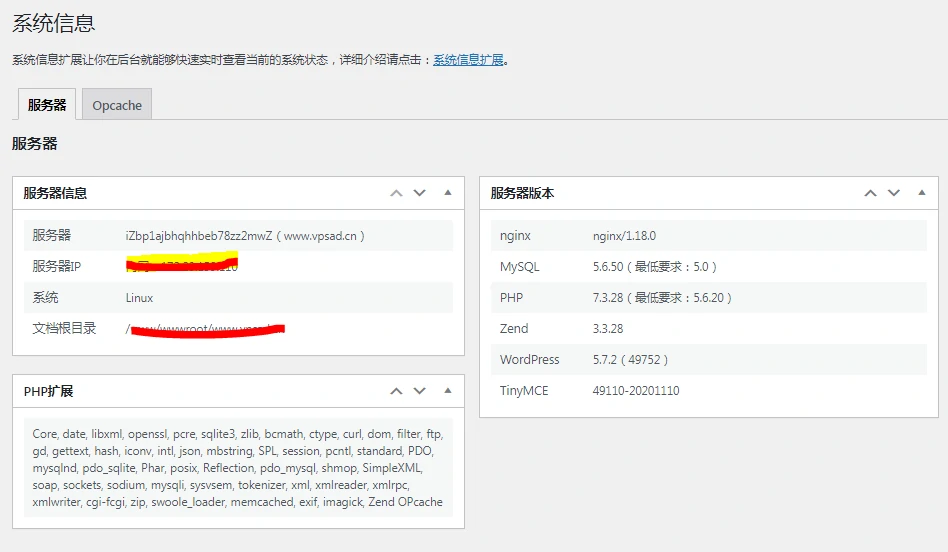 系统信息
系统信息扩展让你在后台就能够快速实时查看当前的系统状态，详细介绍请点击：系统信息扩展。
服务器
Opcache
服务器
服务器信息
服务器 iZbp1ajbhqhhbeb78zz2mwZ（www.vpsad.cn）
服务器IP
系统 Linux
文档根目录 /
PHP扩展
Core, date, libxml, openssl, pcre, sqlite3, zlib, bcmath, ctype, curl, dom, filter, ftp,
gd, gettext, hash, iconv, intl, json, mbstring, SPL, session, pcntl, standard, PDO,
mysqlnd, pdo_sqlite, Phar, posix, Reflection, pdo_mysql, shmop, SimpleXML,
soap, sockets, sodium, mysqli, sysvsem, tokenizer, xml, xmlreader, xmlrpc,
xmlwriter, cgi-fcgi, zip, swoole_loader, memcached, exif, imagick, Zend OPcache
服务器版本
nginx nginx/1.18.0
MySQL 5.6.50（最低要求：5.0）
PHP 7.3.28（最低要求：5.6.20）
Zend 3.3.28
WordPress 5.7.2（49752）
TinyMCE 49110-20201110